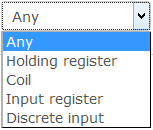 Any
Any
Holding register
Coil
Input register
Discrete input